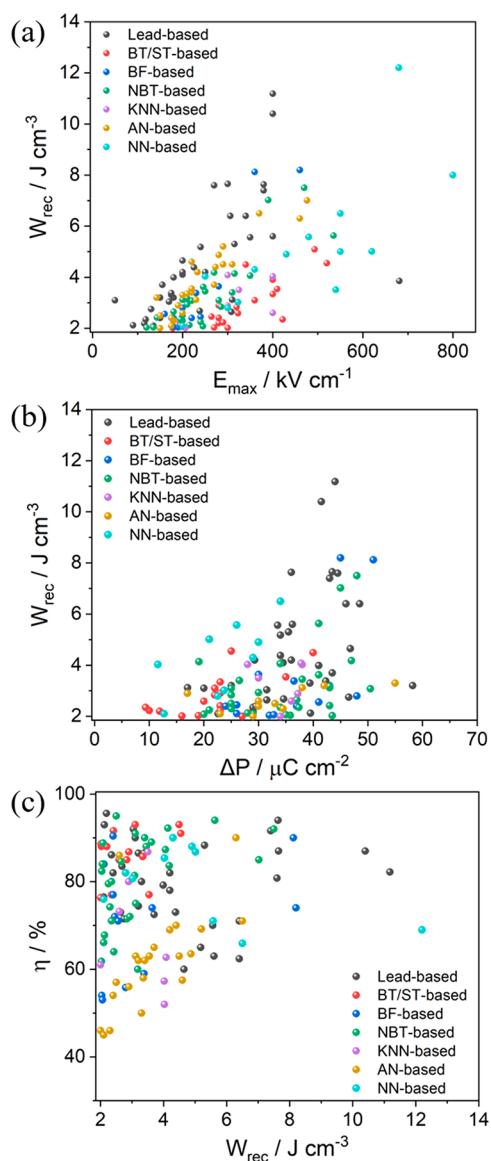 (a)
Lead-based
BT/ST-based
BF-based
NBT-based
KNN-based
AN-based
NN-based
14
12
10
8
6
4
2
W_rec / J cm⁻³
0 200 400 600 800
E_max / kV cm⁻¹
(b)
Lead-based
BT/ST-based
BF-based
NBT-based
KNN-based
AN-based
NN-based
14
12
10
8
6
4
2
W_rec / J cm⁻³
0 10 20 30 40 50 60 70
ΔP / μC cm⁻²
(c)
100
80
60
40
η / %
Lead-based
BT/ST-based
BF-based
NBT-based
KNN-based
AN-based
NN-based
2 4 6 8 10 12 14
W_rec / J cm⁻³